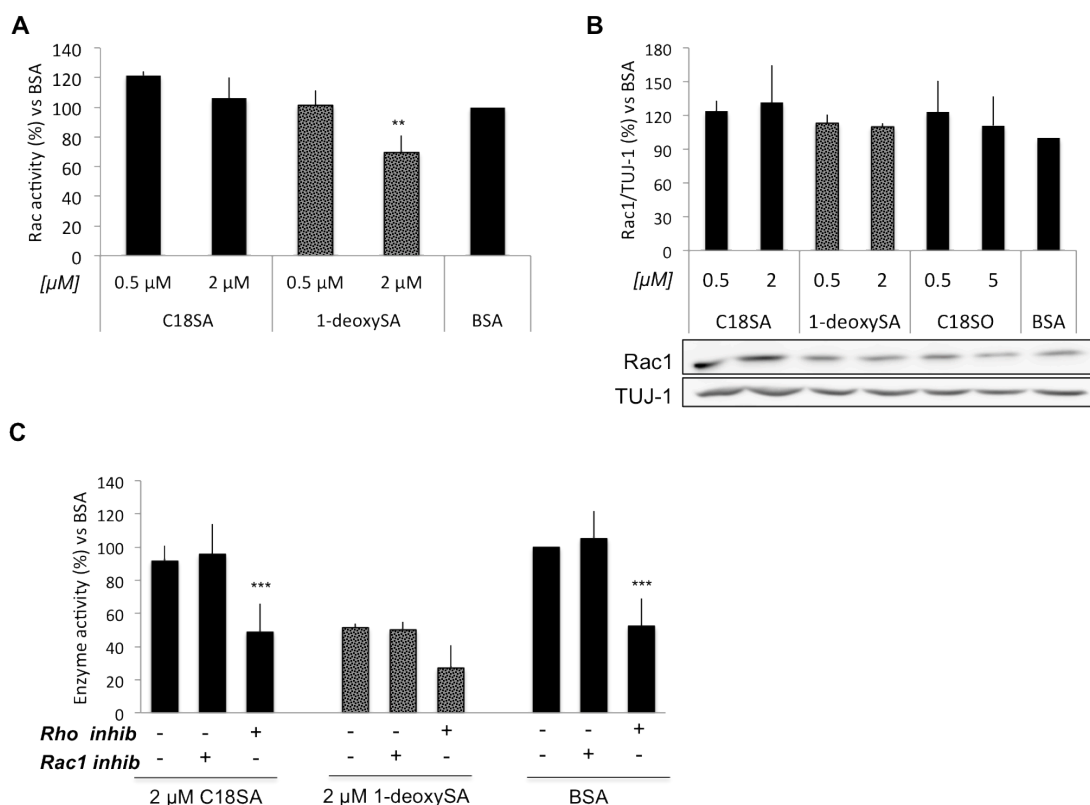 A
Rac activity (%) vs BSA
140
120
100
80
60
40
20
0
**
[µM]
0.5 µM 2 µM 0.5 µM 2 µM
C18SA 1-deoxySA BSA
B
Rac1/TUJ-1 (%) vs BSA
180
150
120
90
60
30
0
[µM]
0.5 2 0.5 2 0.5 5
C18SA 1-deoxySA C18SO BSA
Rac1
TUJ-1
C
Enzyme activity (%) vs BSA
140
120
100
80
60
40
20
0
*** ***
Rho inhib - - + - - + - - +
Rac1 inhib - + - - + - - + -
2 µM C18SA 2 µM 1-deoxySA BSA